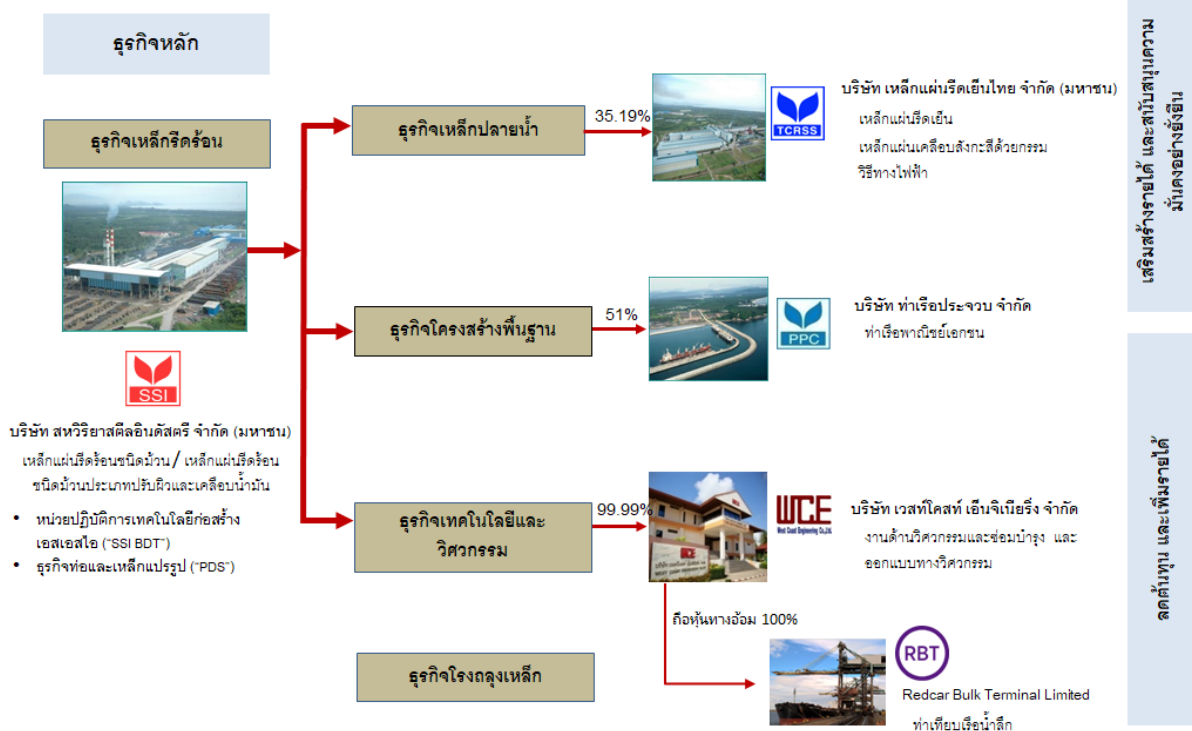 ธุรกิจหลัก
ธุรกิจเหล็กรีดร้อน
SSI
บริษัท สหวิริยาสตีลอินดัสตรี จำกัด (มหาชน)
เหล็กแผ่นรีดร้อนชนิดม้วน / เหล็กแผ่นรีดร้อน
ชนิดม้วนประเภทปรับผิวและเคลือบน้ำมัน
• หน่วยปฏิบัติการเทคโนโลยีก่อสร้าง
เอสเอสไอ ("SSI BDT")
• ธุรกิจท่อและเหล็กแปรรูป ("PDS")
ธุรกิจเหล็กปลายน้ำ
35.19%
TCRSS
บริษัท เหล็กแผ่นรีดเย็นไทย จำกัด (มหาชน)
เหล็กแผ่นรีดเย็น
เหล็กแผ่นเคลือบสังกะสีด้วยกรรม
วิธีทางไฟฟ้า
ธุรกิจโครงสร้างพื้นฐาน
51%
PPC
บริษัท ท่าเรือประจวบ จำกัด
ท่าเรือพาณิชย์เอกชน
ธุรกิจเทคโนโลยีและ
วิศวกรรม
99.99%
WCE
West Coast Engineering Co.,Ltd.
บริษัท เวสท์โคสท์ เอ็นจิเนียริ่ง จำกัด
งานด้านวิศวกรรมและซ่อมบำรุง และ
ออกแบบทางวิศวกรรม
ถือหุ้นทางอ้อม 100%
ธุรกิจโรงถลุงเหล็ก
RBT
Redcar Bulk Terminal Limited
ท่าเทียบเรือน้ำลึก
เสริมสร้างรายได้ และสนับสนุนความ
มั่นคงอย่างยั่งยืน
ลดต้นทุน และเพิ่มรายได้